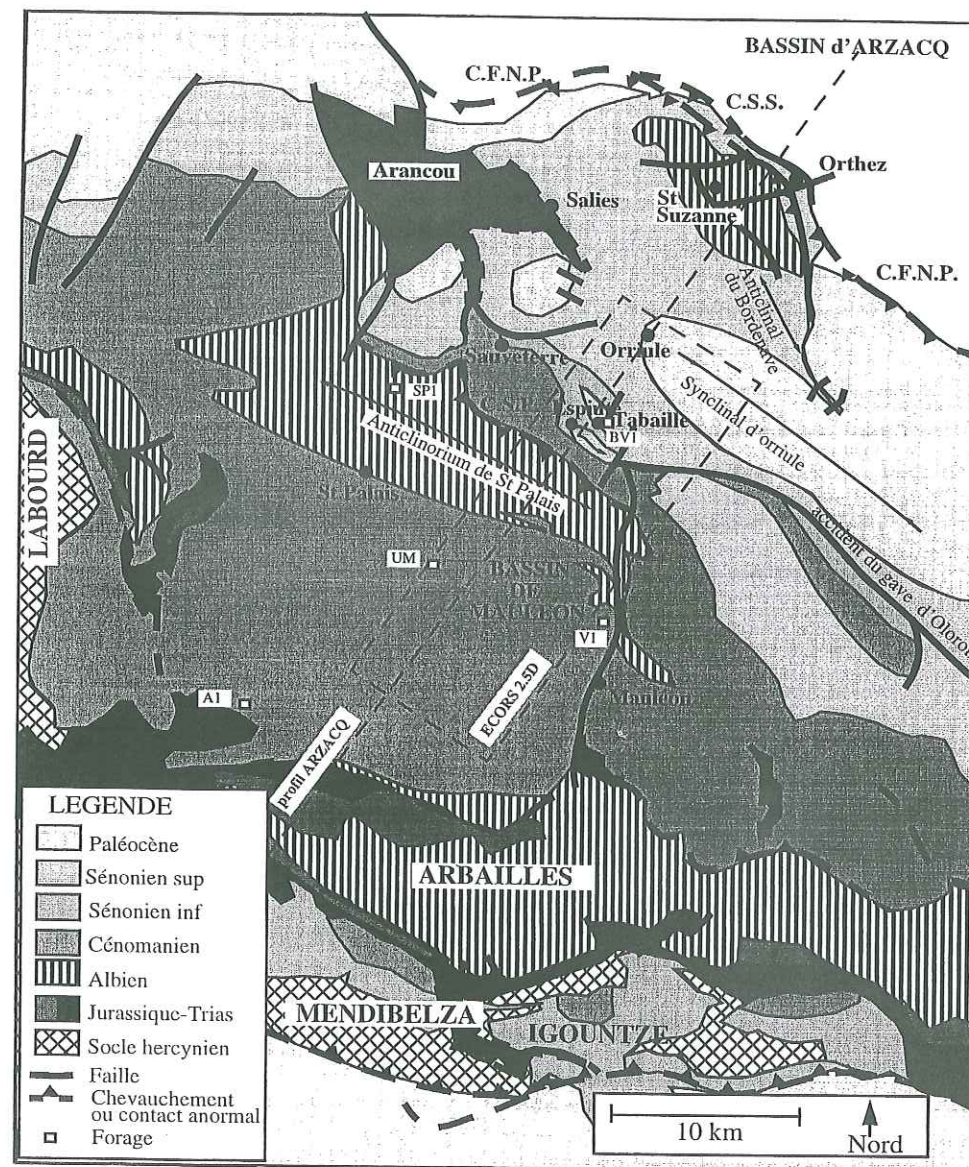 BASSIN d'ARZACQ
C.F.N.P.
C.S.S.
Arancou
Orthez
Salies
St
Suzanne
C.F.N.P.
Anticlinal
du Bordenave
Sauveterre
Orriule
SP1
Tabaille
BV1
Synclinal d'orriule
Anticlinorium de St Palais
St Palais
LABOURD
UM
BASSIN
DE
MAULEON
accident du gave d'Oloron
V1
Mauléon
A1
ECORS 2.5D
profil ARZACQ
ARBAILLES
MENDIBELZA
IGOUNTZE
LEGENDE
Paléocène
Sénonien sup
Sénonien inf
Cénomanien
Albien
Jurassique-Trias
Socle hercynien
Faille
Chevauchement
ou contact anormal
Forage
10 km
Nord